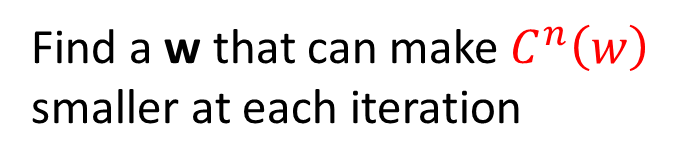 Find a w that can make Cⁿ(w)
smaller at each iteration